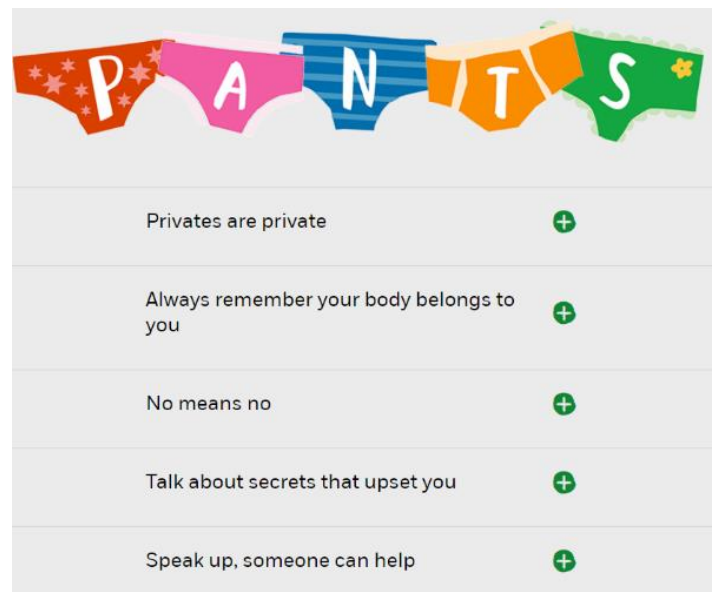 PANTS
Privates are private
Always remember your body belongs to
you
No means no
Talk about secrets that upset you
Speak up, someone can help